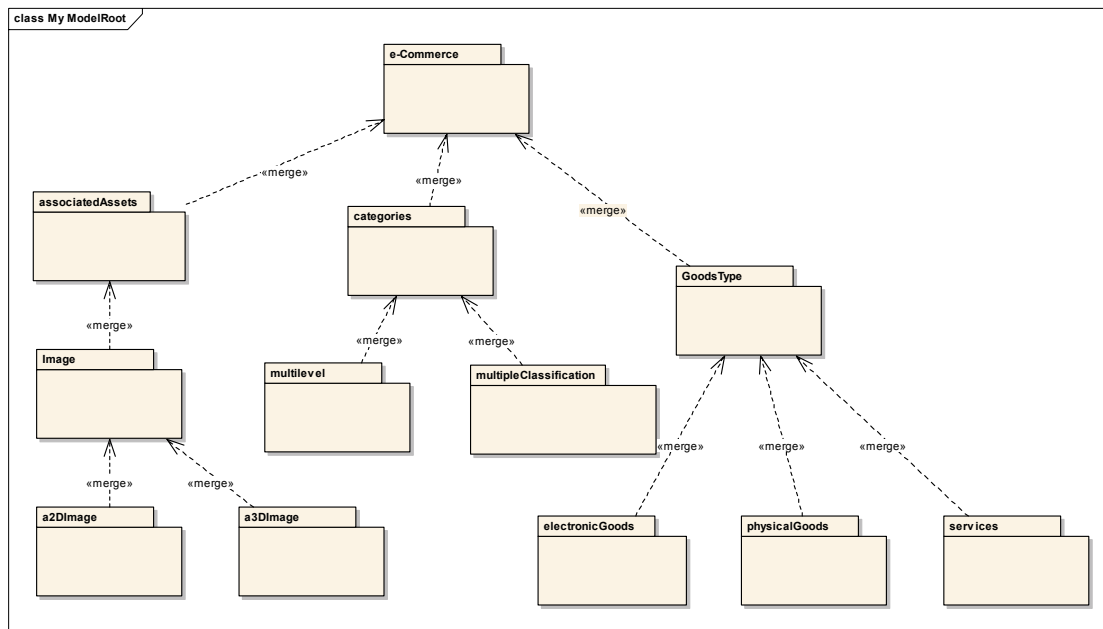 class My ModelRoot
e-Commerce
«merge»
«merge»
«merge»
associatedAssets
categories
GoodsType
«merge»
«merge»
«merge»
Image
multilevel
multipleClassification
«merge»
«merge»
«merge»
«merge»
«merge»
a2DImage
a3DImage
electronicGoods
physicalGoods
services